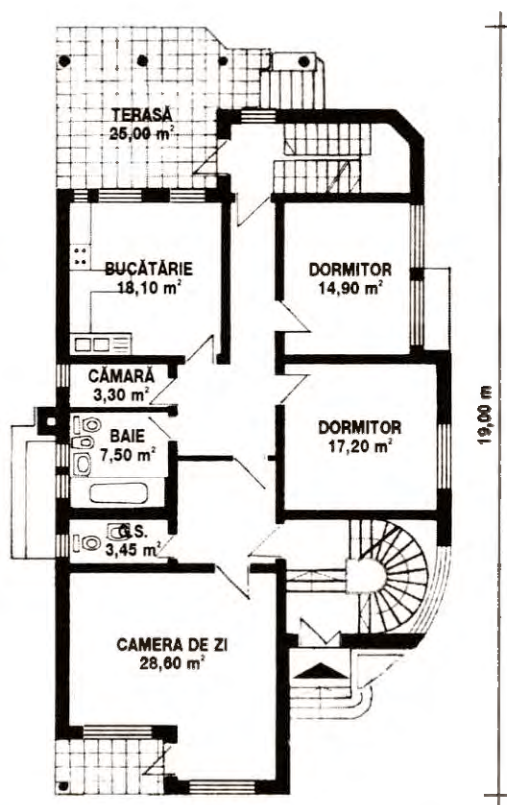 TERASĂ
25,00 m²
BUCĂTĂRIE
18,10 m²
DORMITOR
14,90 m²
CĂMARĂ
3,30 m²
BAIE
7,50 m²
DORMITOR
17,20 m²
19,00 m
G.S.
3,45 m²
CAMERA DE ZI
28,60 m²